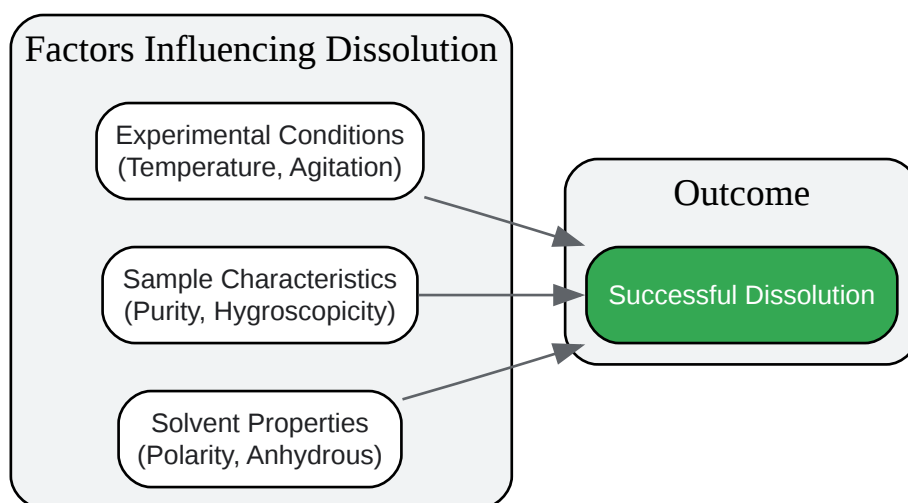 Factors Influencing Dissolution
Experimental Conditions
(Temperature, Agitation)
Sample Characteristics
(Purity, Hygroscopicity)
Solvent Properties
(Polarity, Anhydrous)
Outcome
Successful Dissolution